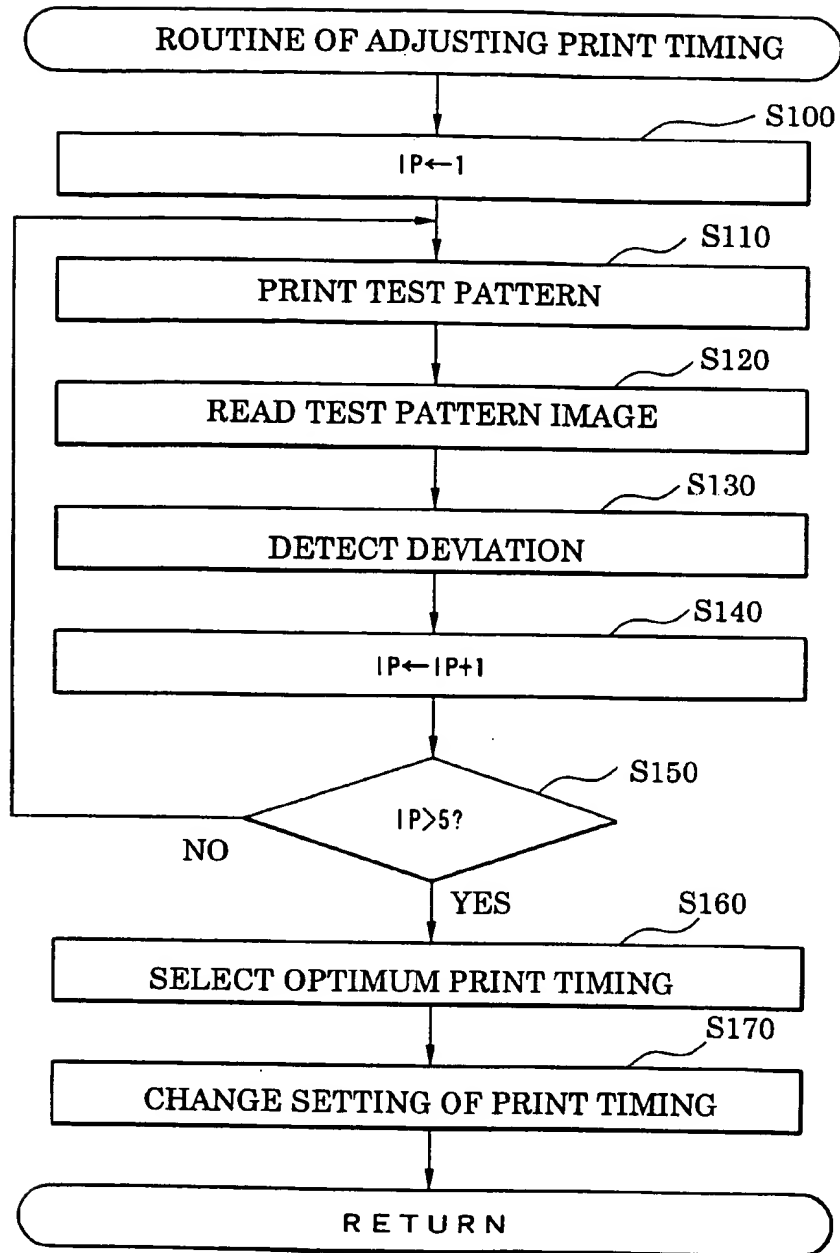 ROUTINE OF ADJUSTING PRINT TIMING
S100
IP←1
S110
PRINT TEST PATTERN
S120
READ TEST PATTERN IMAGE
S130
DETECT DEVIATION
S140
IP←IP+1
S150
IP>5?
NO
YES
S160
SELECT OPTIMUM PRINT TIMING
S170
CHANGE SETTING OF PRINT TIMING
RETURN